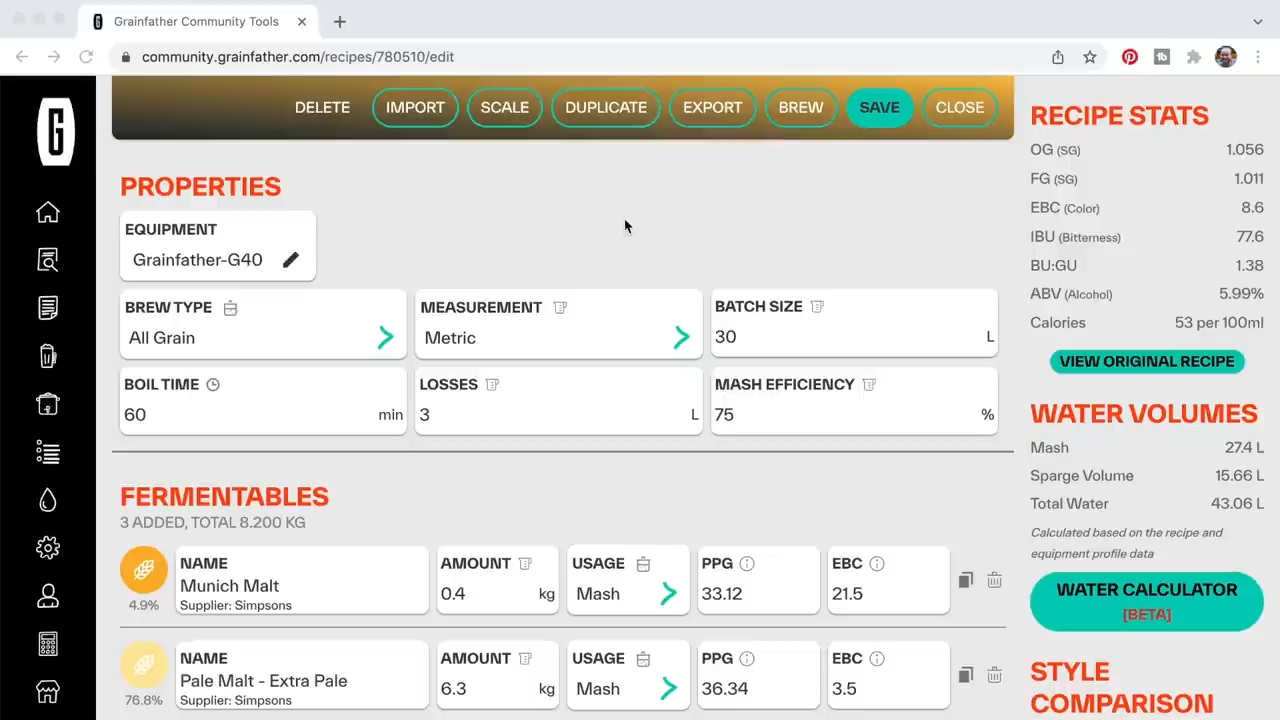 Grainfather Community Tools
community.grainfather.com/recipes/780510/edit
DELETE IMPORT SCALE DUPLICATE EXPORT BREW SAVE CLOSE
PROPERTIES
EQUIPMENT
Grainfather-G40
BREW TYPE MEASUREMENT BATCH SIZE
All Grain Metric 30 L
BOIL TIME LOSSES MASH EFFICIENCY
60 min 3 L 75 %
FERMENTABLES
3 ADDED, TOTAL 8.200 KG
NAME AMOUNT USAGE PPG EBC
Munich Malt 0.4 kg Mash 33.12 21.5
4.9% Supplier: Simpsons
NAME AMOUNT USAGE PPG EBC
Pale Malt - Extra Pale 6.3 kg Mash 36.34 3.5
76.8% Supplier: Simpsons
RECIPE STATS
OG (SG) 1.056
FG (SG) 1.011
EBC (Color) 8.6
IBU (Bitterness) 77.6
BU:GU 1.38
ABV (Alcohol) 5.99%
Calories 53 per 100ml
VIEW ORIGINAL RECIPE
WATER VOLUMES
Mash 27.4 L
Sparge Volume 15.66 L
Total Water 43.06 L
Calculated based on the recipe and
equipment profile data
WATER CALCULATOR
[BETA]
STYLE
COMPARISON